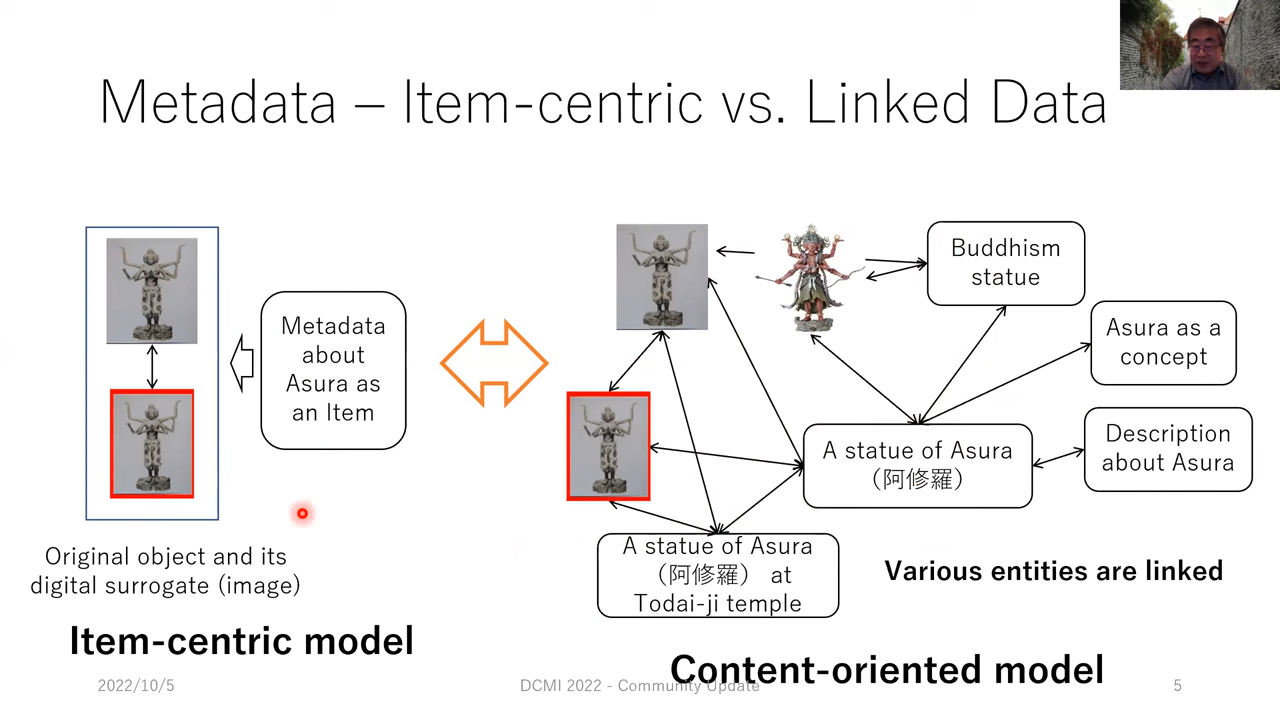 Metadata – Item-centric vs. Linked Data
Metadata
about
Asura as
an Item
Original object and its
digital surrogate (image)
Item-centric model
Buddhism
statue
Asura as a
concept
A statue of Asura
（阿修羅）
Description
about Asura
A statue of Asura
（阿修羅） at
Todai-ji temple
Various entities are linked
Content-oriented model
2022/10/5
DCMI 2022 - Community Update
5